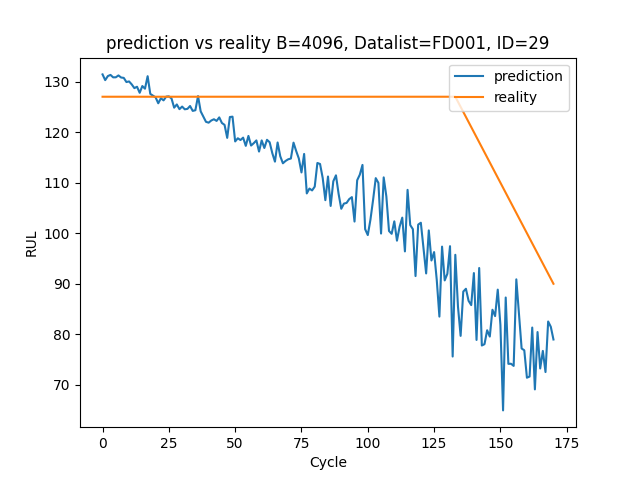 prediction vs reality B=4096, Datalist=FD001, ID=29
prediction
reality
130
120
110
100
90
80
70
RUL
0 25 50 75 100 125 150 175
Cycle